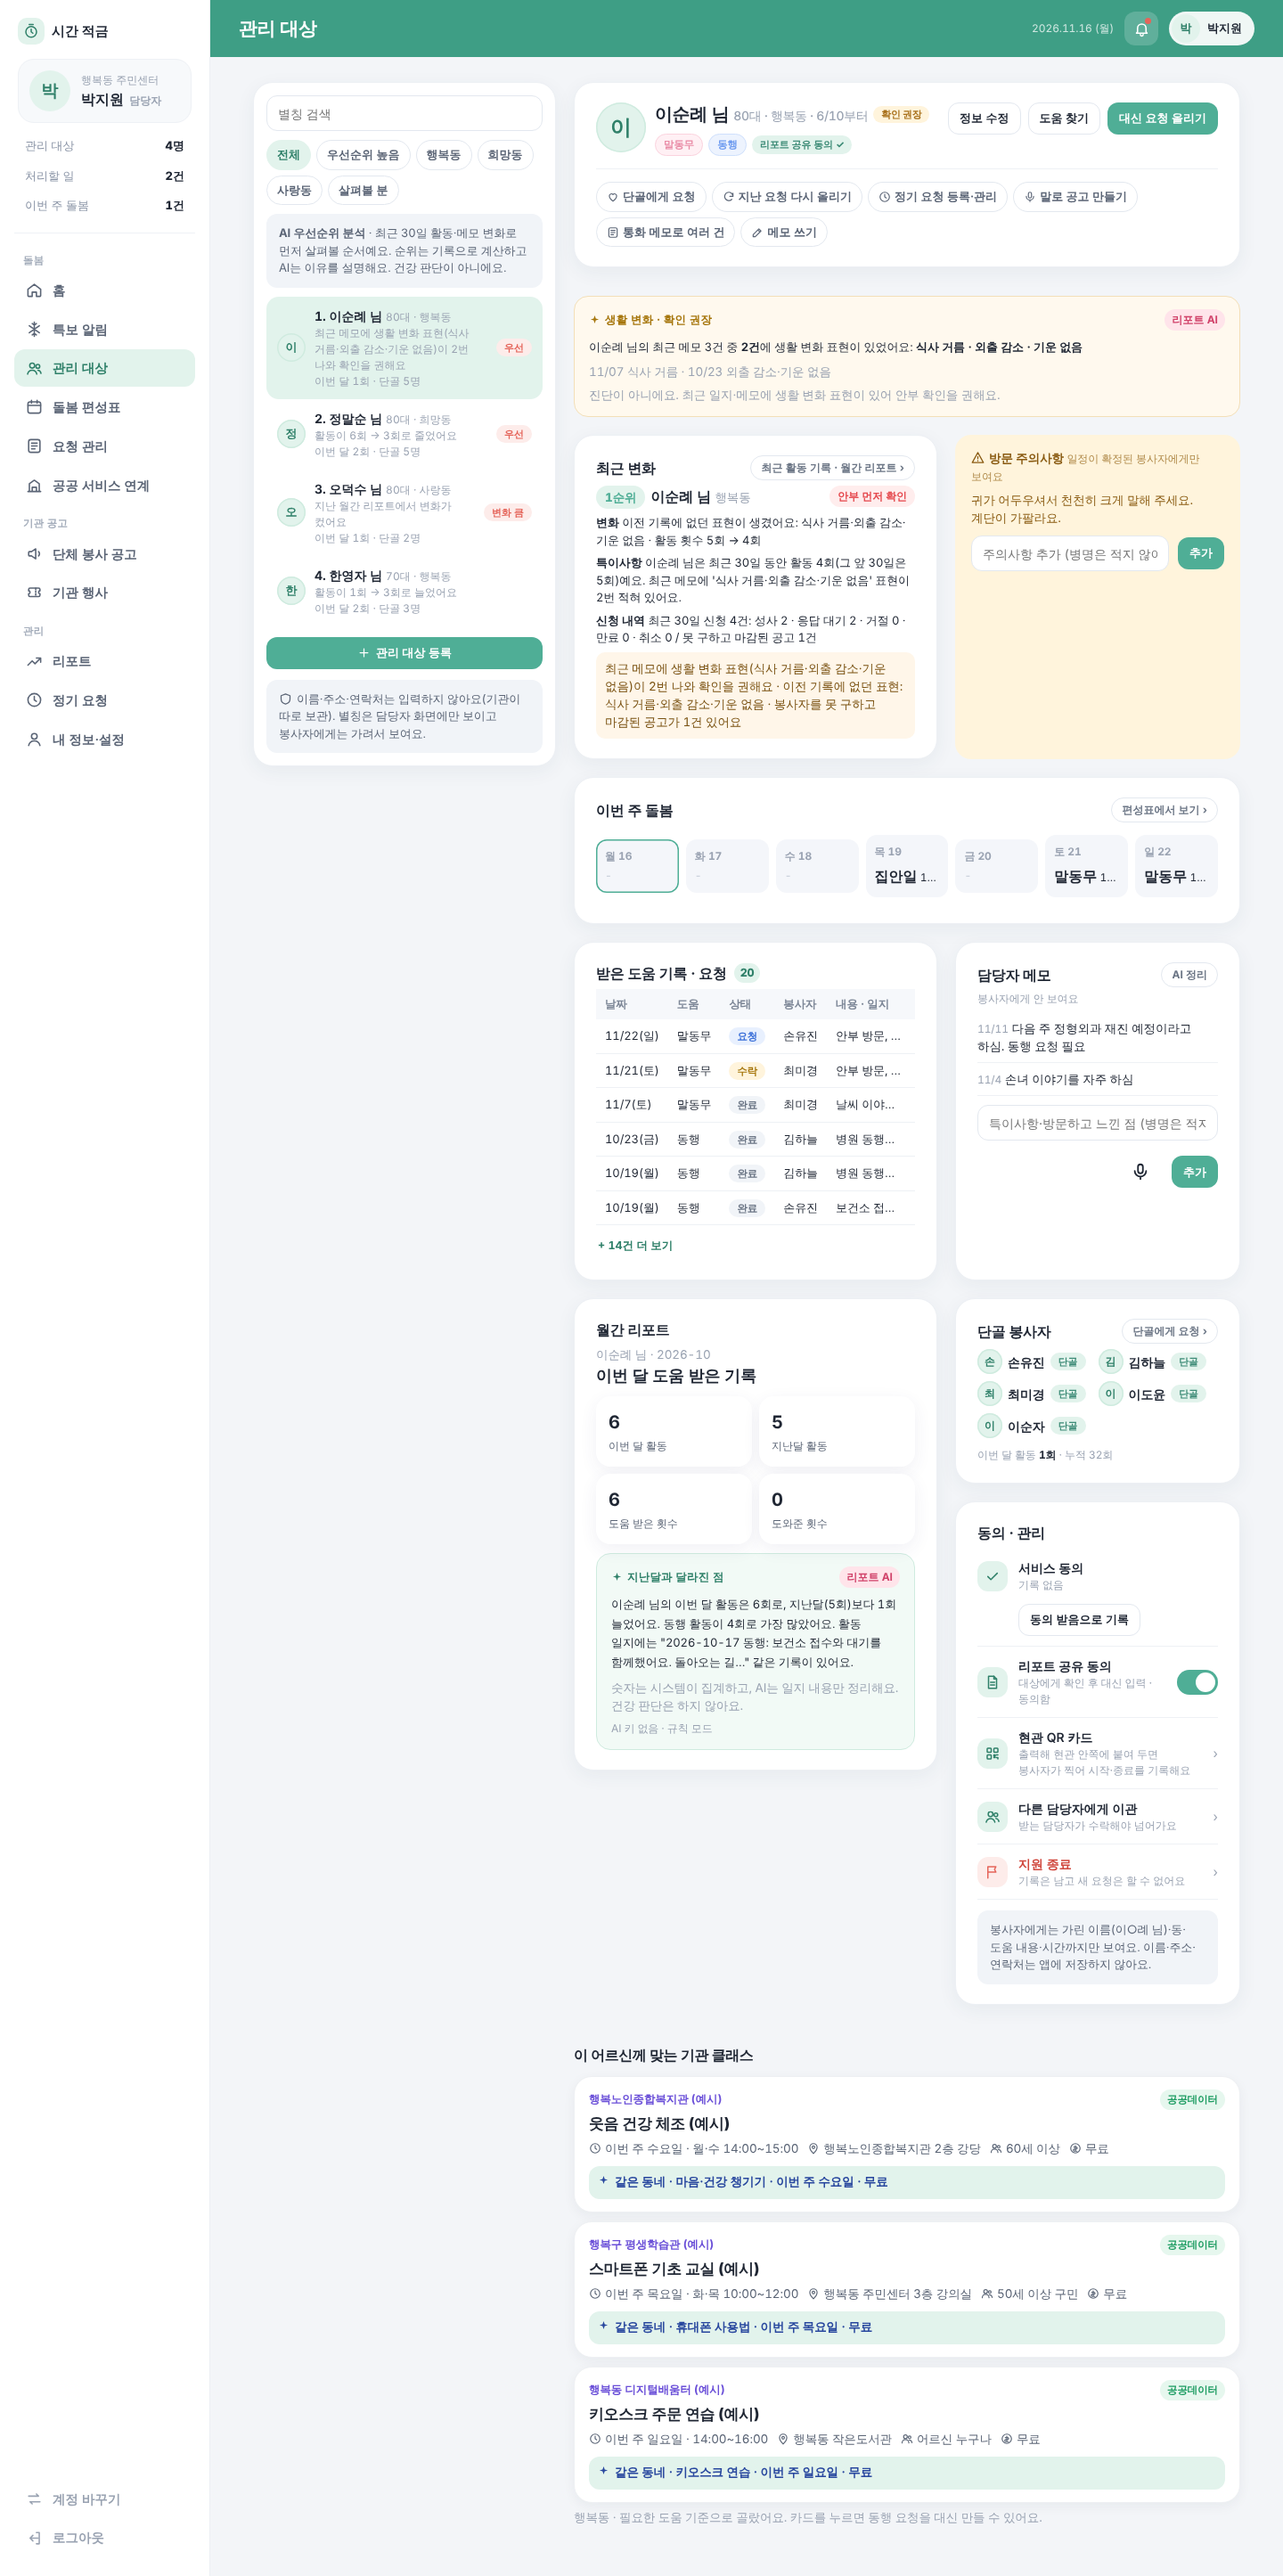 시간 적금
박
행복동 주민센터
박지원 담당자
관리 대상 4명
처리할 일 2건
이번 주 돌봄 1건
돌봄
홈
특보 알림
관리 대상
돌봄 편성표
요청 관리
공공 서비스 연계
기관 공고
단체 봉사 공고
기관 행사
관리
리포트
정기 요청
내 정보·설정
계정 바꾸기
로그아웃
관리 대상
2026.11.16 (월)
박 박지원
별칭 검색
전체 우선순위 높음 행복동 희망동
사랑동 살펴볼 분
AI 우선순위 분석 · 최근 30일 활동·메모 변화로
먼저 살펴볼 순서예요. 순위는 기록으로 계산하고
AI는 이유를 설명해요. 건강 판단이 아니에요.
이
1. 이순례 님 80대 · 행복동
최근 메모에 생활 변화 표현(식사
거름·외출 감소·기운 없음)이 2번
나와 확인을 권해요
이번 달 1회 · 단골 5명
우선
정
2. 정말순 님 80대 · 희망동
활동이 6회 → 3회로 줄었어요
이번 달 2회 · 단골 5명
우선
오
3. 오덕수 님 80대 · 사랑동
지난 월간 리포트에서 변화가
컸어요
이번 달 1회 · 단골 2명
변화 큼
한
4. 한영자 님 70대 · 행복동
활동이 1회 → 3회로 늘었어요
이번 달 2회 · 단골 3명
+ 관리 대상 등록
이름·주소·연락처는 입력하지 않아요(기관이
따로 보관). 별칭은 담당자 화면에만 보이고
봉사자에게는 가려서 보여요.
이
이순례 님 80대 · 행복동 · 6/10부터 확인 권장
말동무 동행 리포트 공유 동의 ✓
정보 수정 도움 찾기 대신 요청 올리기
단골에게 요청 지난 요청 다시 올리기 정기 요청 등록·관리 말로 공고 만들기
통화 메모로 여러 건 메모 쓰기
생활 변화 · 확인 권장 리포트 AI
이순례 님의 최근 메모 3건 중 2건에 생활 변화 표현이 있었어요: 식사 거름 · 외출 감소 · 기운 없음
11/07 식사 거름 · 10/23 외출 감소·기운 없음
진단이 아니에요. 최근 일지·메모에 생활 변화 표현이 있어 안부 확인을 권해요.
최근 변화 최근 활동 기록 · 월간 리포트 ›
1순위 이순례 님 행복동 안부 먼저 확인
변화 이전 기록에 없던 표현이 생겼어요: 식사 거름·외출 감소·
기운 없음 · 활동 횟수 5회 → 4회
특이사항 이순례 님은 최근 30일 동안 활동 4회(그 앞 30일은
5회)예요. 최근 메모에 '식사 거름·외출 감소·기운 없음' 표현이
2번 적혀 있어요.
신청 내역 최근 30일 신청 4건: 성사 2 · 응답 대기 2 · 거절 0 ·
만료 0 · 취소 0 / 못 구하고 마감된 공고 1건
최근 메모에 생활 변화 표현(식사 거름·외출 감소·기운
없음)이 2번 나와 확인을 권해요 · 이전 기록에 없던 표현:
식사 거름·외출 감소·기운 없음 · 봉사자를 못 구하고
마감된 공고가 1건 있어요
방문 주의사항 일정이 확정된 봉사자에게만
보여요
귀가 어두우셔서 천천히 크게 말해 주세요.
계단이 가팔라요.
주의사항 추가 (병명은 적지 않
추가
이번 주 돌봄 편성표에서 보기 ›
월 16
-
화 17
-
수 18
-
목 19
집안일 1…
금 20
-
토 21
말동무 1…
일 22
말동무 1…
받은 도움 기록 · 요청 20
날짜 도움 상태 봉사자 내용 · 일지
11/22(일) 말동무 요청 손유진 안부 방문, …
11/21(토) 말동무 수락 최미경 안부 방문, …
11/7(토) 말동무 완료 최미경 날씨 이야…
10/23(금) 동행 완료 김하늘 병원 동행…
10/19(월) 동행 완료 김하늘 병원 동행…
10/19(월) 동행 완료 손유진 보건소 접…
+ 14건 더 보기
담당자 메모 AI 정리
봉사자에게 안 보여요
11/11 다음 주 정형외과 재진 예정이라고
하심. 동행 요청 필요
11/4 손녀 이야기를 자주 하심
특이사항·방문하고 느낀 점 (병명은 적지
추가
월간 리포트
이순례 님 · 2026-10
이번 달 도움 받은 기록
6
이번 달 활동
5
지난달 활동
6
도움 받은 횟수
0
도와준 횟수
지난달과 달라진 점 리포트 AI
이순례 님의 이번 달 활동은 6회로, 지난달(5회)보다 1회
늘었어요. 동행 활동이 4회로 가장 많았어요. 활동
일지에는 "2026-10-17 동행: 보건소 접수와 대기를
함께했어요. 돌아오는 길…" 같은 기록이 있어요.
숫자는 시스템이 집계하고, AI는 일지 내용만 정리해요.
건강 판단은 하지 않아요.
AI 키 없음 · 규칙 모드
단골 봉사자 단골에게 요청 ›
손 손유진 단골 김 김하늘 단골
최 최미경 단골 이 이도윤 단골
이 이순자 단골
이번 달 활동 1회 · 누적 32회
동의 · 관리
서비스 동의
기록 없음
동의 받음으로 기록
리포트 공유 동의
대상에게 확인 후 대신 입력 ·
동의함
현관 QR 카드
출력해 현관 안쪽에 붙여 두면
봉사자가 찍어 시작·종료를 기록해요
›
다른 담당자에게 이관
받는 담당자가 수락해야 넘어가요
›
지원 종료
기록은 남고 새 요청은 할 수 없어요
›
봉사자에게는 가린 이름(이○례 님)·동·
도움 내용·시간까지만 보여요. 이름·주소·
연락처는 앱에 저장하지 않아요.
이 어르신께 맞는 기관 클래스
행복노인종합복지관 (예시) 공공데이터
웃음 건강 체조 (예시)
이번 주 수요일 · 월·수 14:00~15:00 행복노인종합복지관 2층 강당 60세 이상 무료
같은 동네 · 마음·건강 챙기기 · 이번 주 수요일 · 무료
행복구 평생학습관 (예시) 공공데이터
스마트폰 기초 교실 (예시)
이번 주 목요일 · 화·목 10:00~12:00 행복동 주민센터 3층 강의실 50세 이상 구민 무료
같은 동네 · 휴대폰 사용법 · 이번 주 목요일 · 무료
행복동 디지털배움터 (예시) 공공데이터
키오스크 주문 연습 (예시)
이번 주 일요일 · 14:00~16:00 행복동 작은도서관 어르신 누구나 무료
같은 동네 · 키오스크 연습 · 이번 주 일요일 · 무료
행복동 · 필요한 도움 기준으로 골랐어요. 카드를 누르면 동행 요청을 대신 만들 수 있어요.